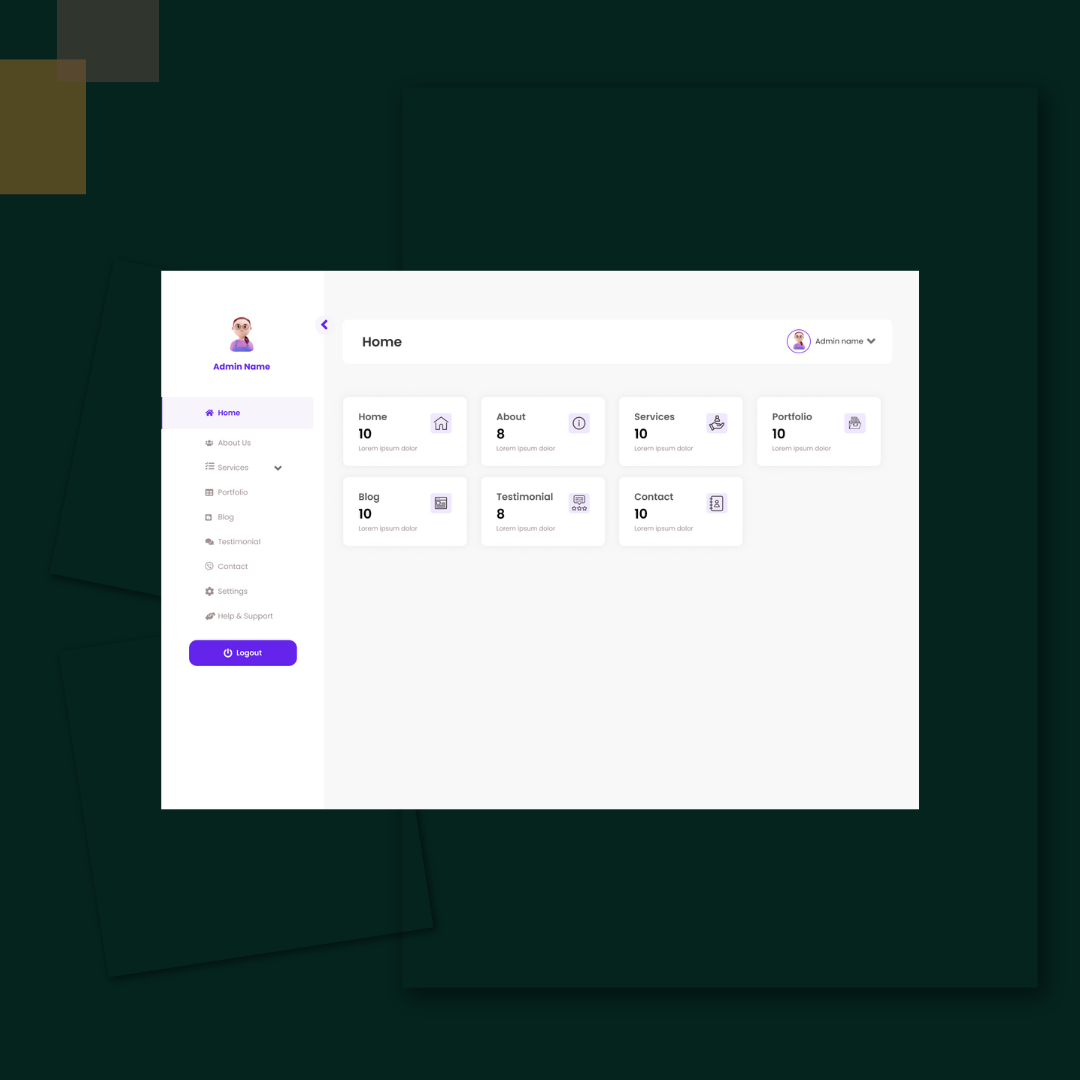 Admin Name
Home
About Us
Services
Portfolio
Blog
Testimonial
Contact
Settings
Help & Support
Logout
Home
Admin name
Home
10
Lorem ipsum dolor
About
8
Lorem ipsum dolor
Services
10
Lorem ipsum dolor
Portfolio
10
Lorem ipsum dolor
Blog
10
Lorem ipsum dolor
Testimonial
8
Lorem ipsum dolor
Contact
10
Lorem ipsum dolor